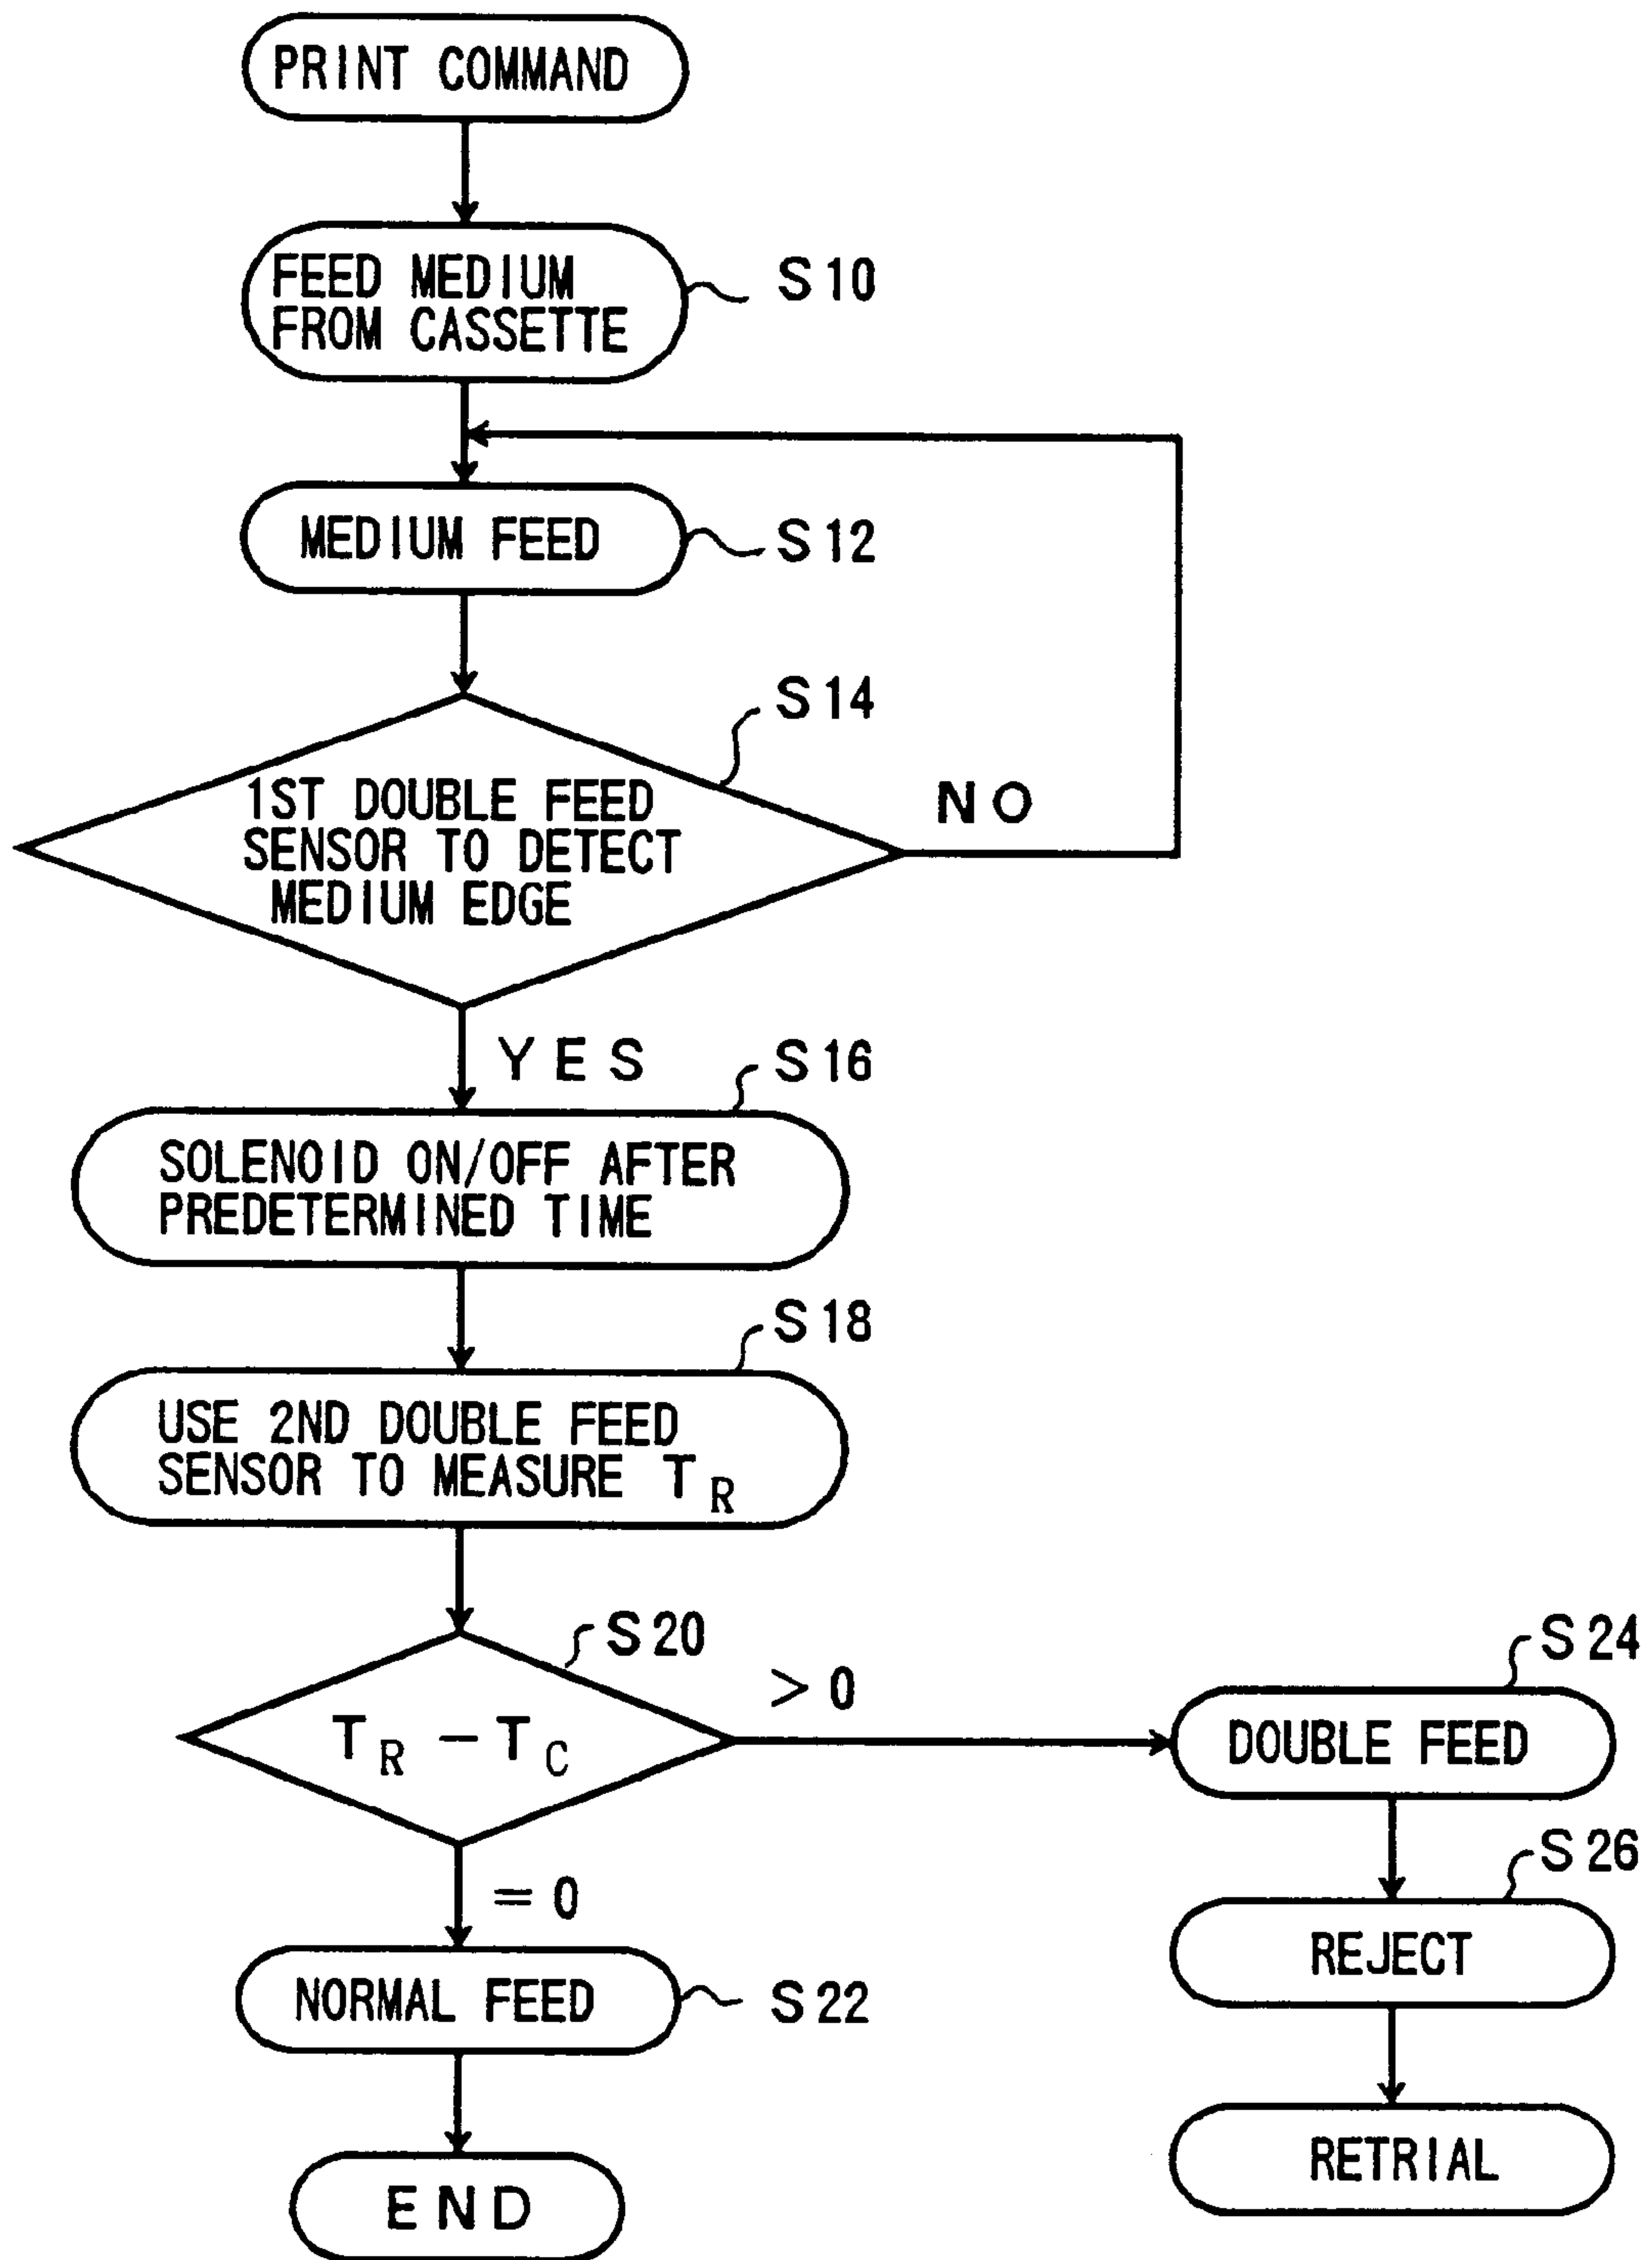 PRINT COMMAND
FEED MEDIUM
FROM CASSETTE
S10
MEDIUM FEED
S12
S14
1ST DOUBLE FEED
SENSOR TO DETECT
MEDIUM EDGE
NO
YES
S16
SOLENOID ON/OFF AFTER
PREDETERMINED TIME
S18
USE 2ND DOUBLE FEED
SENSOR TO MEASURE TR
S20
TR - TC
>0
S24
DOUBLE FEED
S26
REJECT
RETRIAL
=0
NORMAL FEED
S22
END